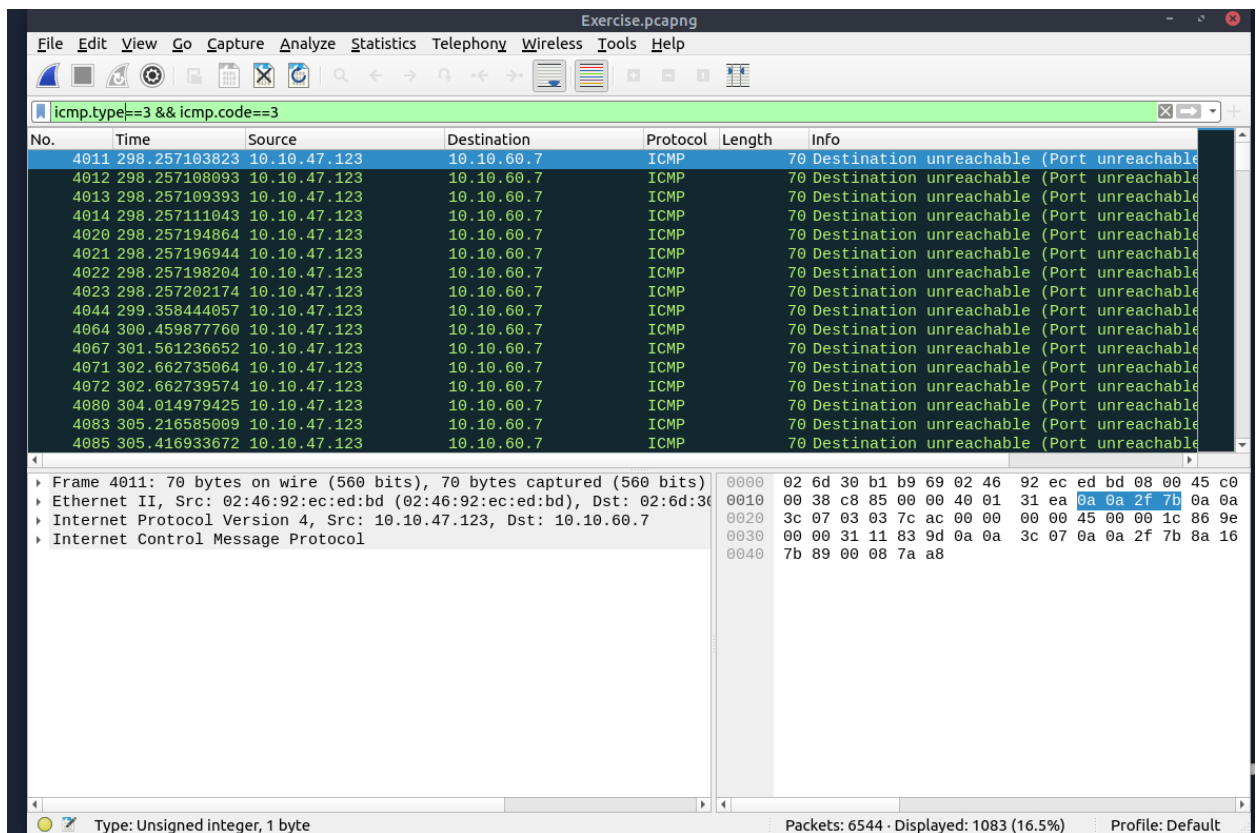 Exercise.pcapng
File Edit View Go Capture Analyze Statistics Telephony Wireless Tools Help
icmp.type==3 && icmp.code==3
No. Time Source Destination Protocol Length Info
4011 298.257103823 10.10.47.123 10.10.60.7 ICMP 70 Destination unreachable (Port unreachable
4012 298.257108093 10.10.47.123 10.10.60.7 ICMP 70 Destination unreachable (Port unreachable
4013 298.257109393 10.10.47.123 10.10.60.7 ICMP 70 Destination unreachable (Port unreachable
4014 298.257111043 10.10.47.123 10.10.60.7 ICMP 70 Destination unreachable (Port unreachable
4020 298.257194864 10.10.47.123 10.10.60.7 ICMP 70 Destination unreachable (Port unreachable
4021 298.257196944 10.10.47.123 10.10.60.7 ICMP 70 Destination unreachable (Port unreachable
4022 298.257198204 10.10.47.123 10.10.60.7 ICMP 70 Destination unreachable (Port unreachable
4023 298.257202174 10.10.47.123 10.10.60.7 ICMP 70 Destination unreachable (Port unreachable
4044 299.358444057 10.10.47.123 10.10.60.7 ICMP 70 Destination unreachable (Port unreachable
4064 300.459877760 10.10.47.123 10.10.60.7 ICMP 70 Destination unreachable (Port unreachable
4067 301.561236652 10.10.47.123 10.10.60.7 ICMP 70 Destination unreachable (Port unreachable
4071 302.662735064 10.10.47.123 10.10.60.7 ICMP 70 Destination unreachable (Port unreachable
4072 302.662739574 10.10.47.123 10.10.60.7 ICMP 70 Destination unreachable (Port unreachable
4080 304.014979425 10.10.47.123 10.10.60.7 ICMP 70 Destination unreachable (Port unreachable
4083 305.216585009 10.10.47.123 10.10.60.7 ICMP 70 Destination unreachable (Port unreachable
4085 305.416933672 10.10.47.123 10.10.60.7 ICMP 70 Destination unreachable (Port unreachable
Frame 4011: 70 bytes on wire (560 bits), 70 bytes captured (560 bits)
Ethernet II, Src: 02:46:92:ec:ed:bd (02:46:92:ec:ed:bd), Dst: 02:6d:30
Internet Protocol Version 4, Src: 10.10.47.123, Dst: 10.10.60.7
Internet Control Message Protocol
0000 02 6d 30 b1 b9 69 02 46 92 ec ed bd 08 00 45 c0
0010 00 38 c8 85 00 00 40 01 31 ea 0a 0a 2f 7b 0a 0a
0020 3c 07 03 03 7c ac 00 00 00 00 45 00 00 1c 86 9e
0030 00 00 31 11 83 9d 0a 0a 3c 07 0a 0a 2f 7b 8a 16
0040 7b 89 00 08 7a a8
Type: Unsigned integer, 1 byte Packets: 6544 · Displayed: 1083 (16.5%) Profile: Default